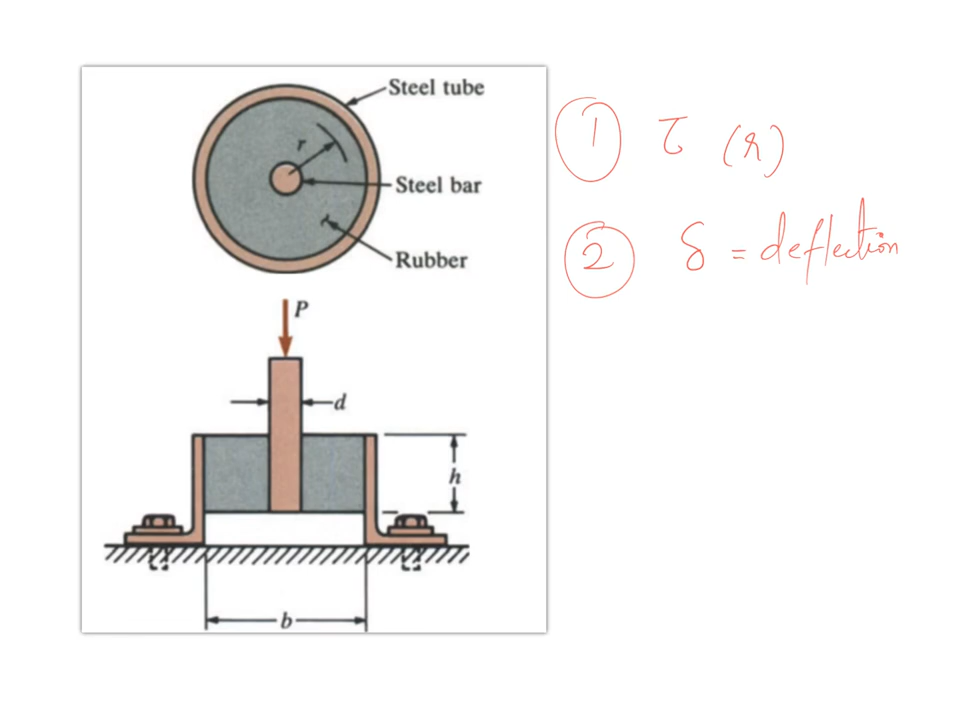 Steel tube
① τ (r)
r
Steel bar
② δ = deflection
Rubber
P
d
h
b